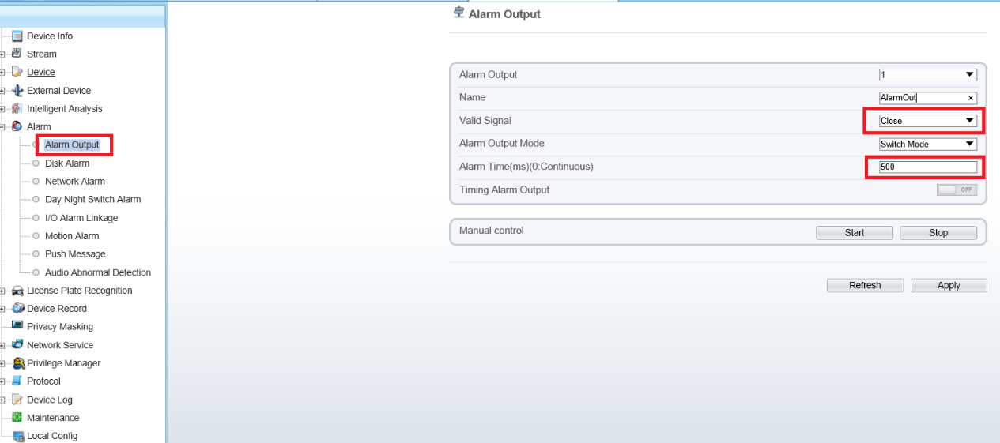 Device Info
Stream
Device
External Device
Intelligent Analysis
Alarm
Alarm Output
Disk Alarm
Network Alarm
Day Night Switch Alarm
I/O Alarm Linkage
Motion Alarm
Push Message
Audio Abnormal Detection
License Plate Recognition
Device Record
Privacy Masking
Network Service
Privilege Manager
Protocol
Device Log
Maintenance
Local Config
Alarm Output
Alarm Output 1
Name AlarmOut ×
Valid Signal Close
Alarm Output Mode Switch Mode
Alarm Time(ms)(0:Continuous) 500
Timing Alarm Output OFF
Manual control Start Stop
Refresh Apply